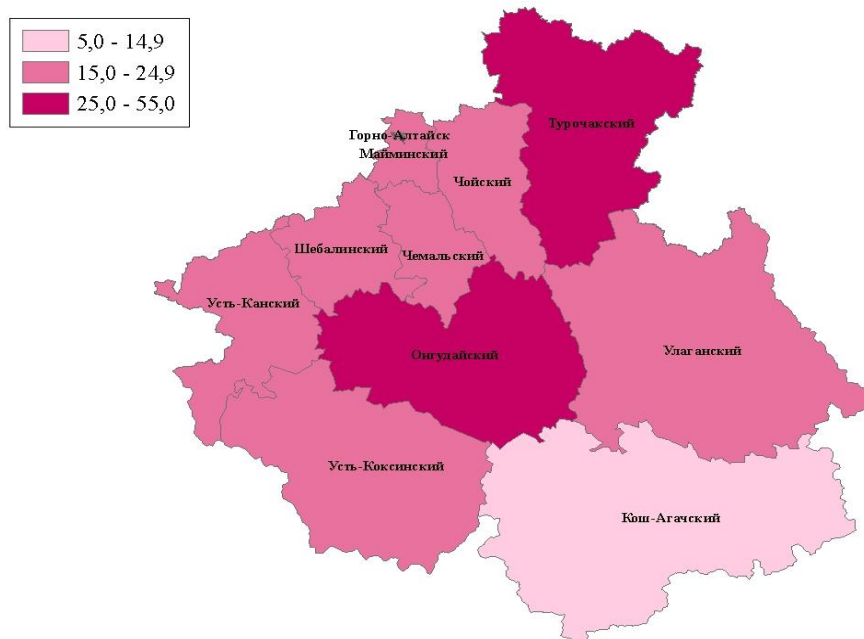 5,0 - 14,9
15,0 - 24,9
25,0 - 55,0
Турочакский
Горно-Алтайск
Майминский
Чойский
Шебалинский
Чемальский
Усть-Канский
Онгудайский
Улаганский
Усть-Коксинский
Кош-Агачский